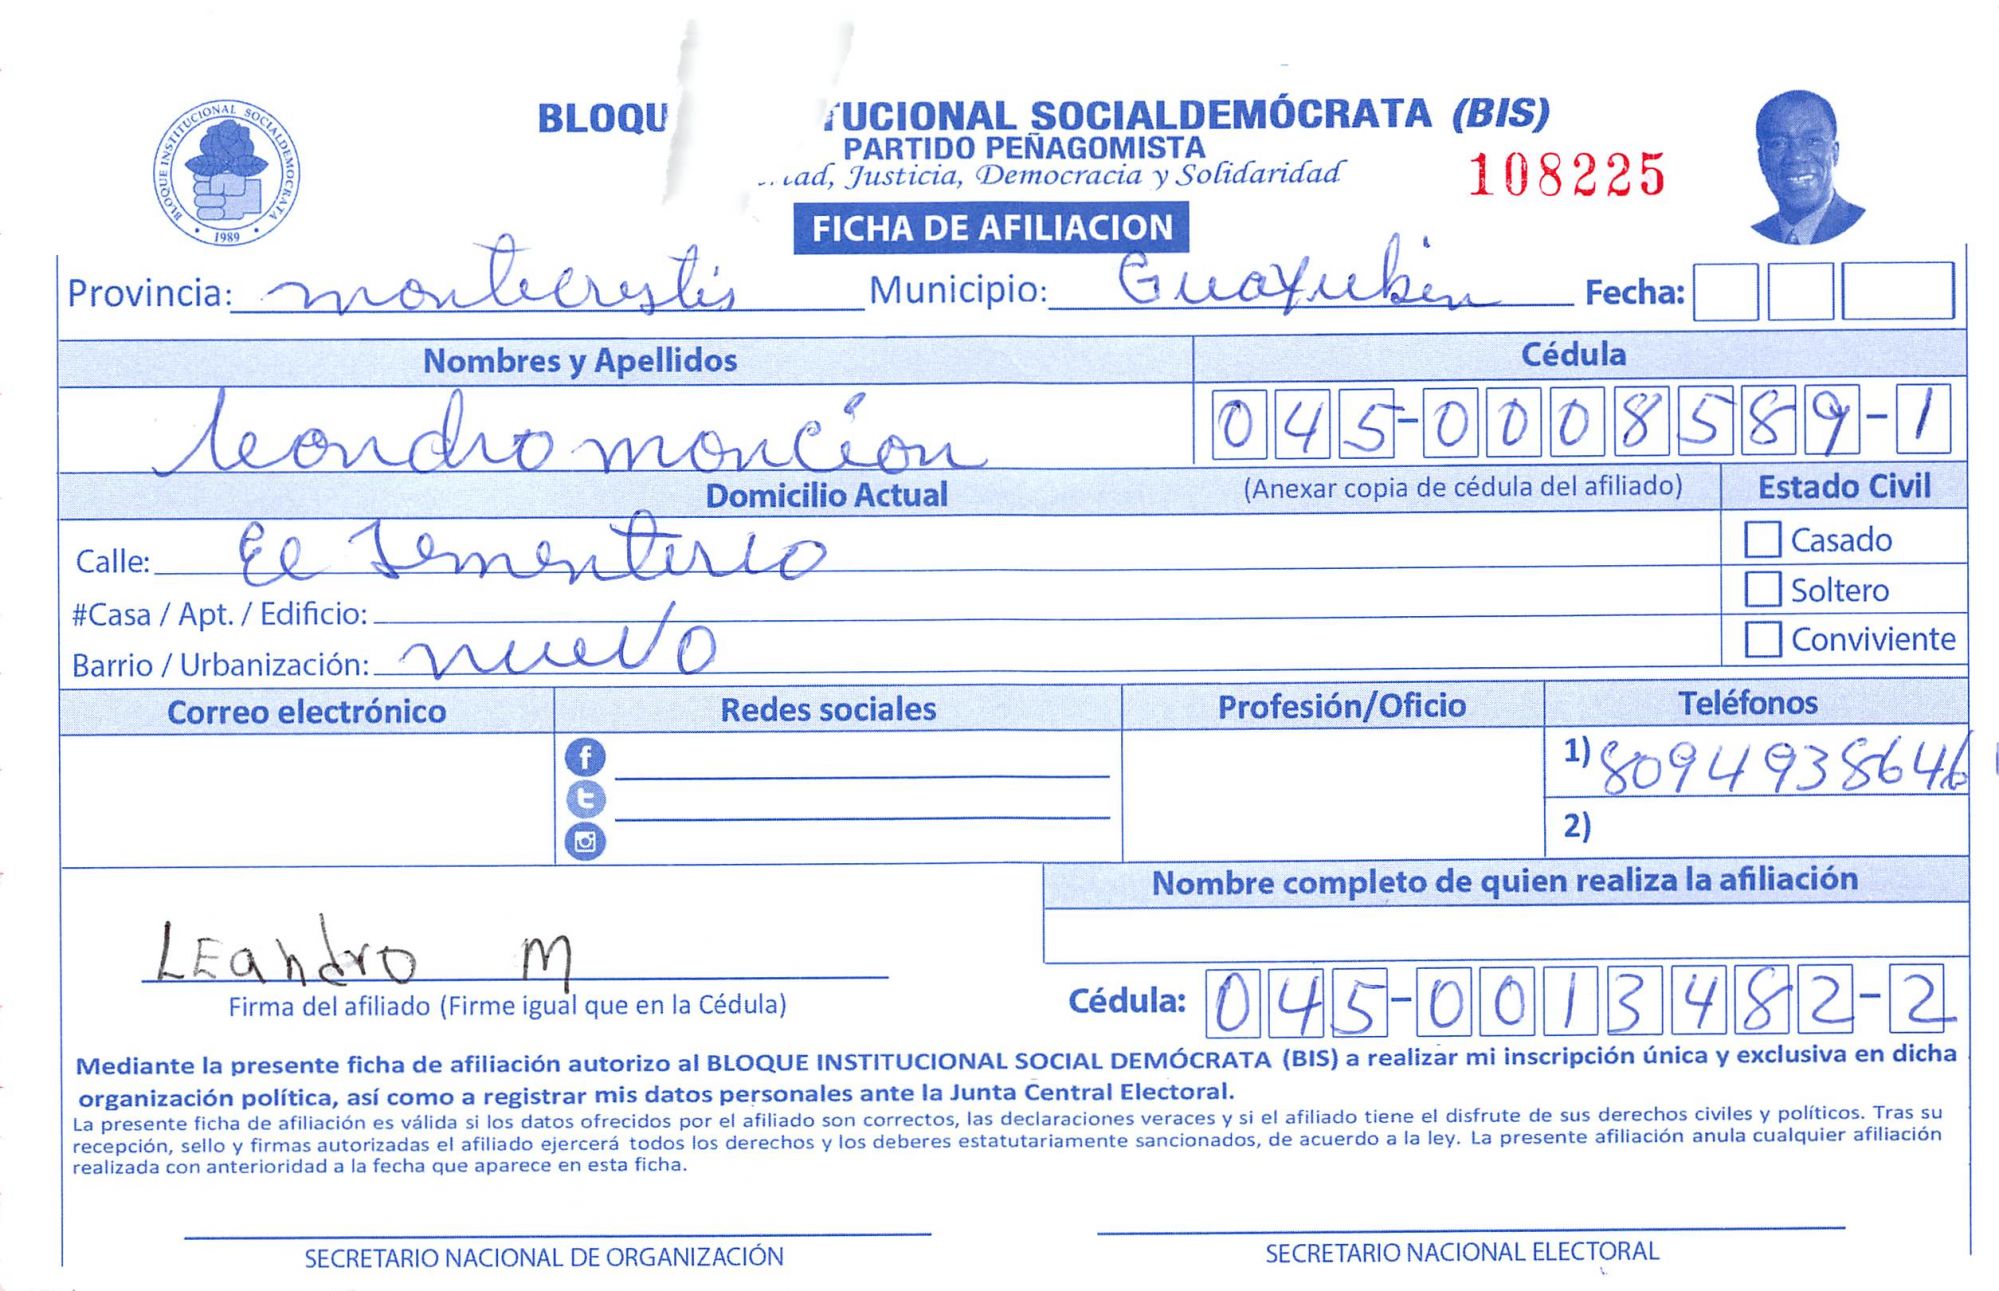 BLOQUE INSTITUCIONAL SOCIALDEMOCRATA
1989
BLOQU TUCIONAL SOCIALDEMÓCRATA (BIS)
PARTIDO PEÑAGOMISTA
tad, Justicia, Democracia y Solidaridad
108225
FICHA DE AFILIACION
Provincia: montecrystis Municipio: Guayubin Fecha:
Nombres y Apellidos Cédula
leandro moncion 045-0008589-1
Domicilio Actual (Anexar copia de cédula del afiliado) Estado Civil
Calle: El Sementerio Casado
#Casa / Apt. / Edificio: Soltero
Barrio / Urbanización: nuevo Conviviente
Correo electrónico Redes sociales Profesión/Oficio Teléfonos
1) 8094938646
2)
Nombre completo de quien realiza la afiliación
LEandro M
Firma del afiliado (Firme igual que en la Cédula) Cédula: 045-0013482-2
Mediante la presente ficha de afiliación autorizo al BLOQUE INSTITUCIONAL SOCIAL DEMÓCRATA (BIS) a realizar mi inscripción única y exclusiva en dicha
organización política, así como a registrar mis datos personales ante la Junta Central Electoral.
La presente ficha de afiliación es válida si los datos ofrecidos por el afiliado son correctos, las declaraciones veraces y si el afiliado tiene el disfrute de sus derechos civiles y políticos. Tras su
recepción, sello y firmas autorizadas el afiliado ejercerá todos los derechos y los deberes estatutariamente sancionados, de acuerdo a la ley. La presente afiliación anula cualquier afiliación
realizada con anterioridad a la fecha que aparece en esta ficha.
SECRETARIO NACIONAL DE ORGANIZACIÓN SECRETARIO NACIONAL ELECTORAL